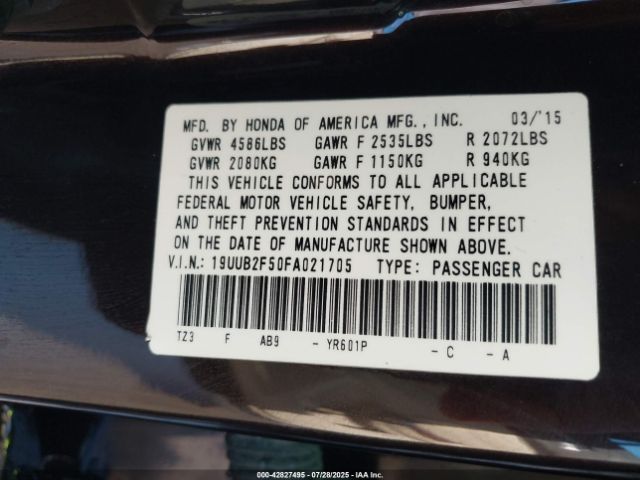 MFD. BY HONDA OF AMERICA MFG., INC. 03/'15
GVWR 4586LBS GAWR F 2535LBS R 2072LBS
GVWR 2080KG GAWR F 1150KG R 940KG
THIS VEHICLE CONFORMS TO ALL APPLICABLE
FEDERAL MOTOR VEHICLE SAFETY, BUMPER,
AND THEFT PREVENTION STANDARDS IN EFFECT
ON THE DATE OF MANUFACTURE SHOWN ABOVE.
V.I.N.: 19UUB2F50FA021705 TYPE: PASSENGER CAR
TZ3 F AB9 - YR601P - C - A
000-42827495 07/28/2025 IAAI.COM